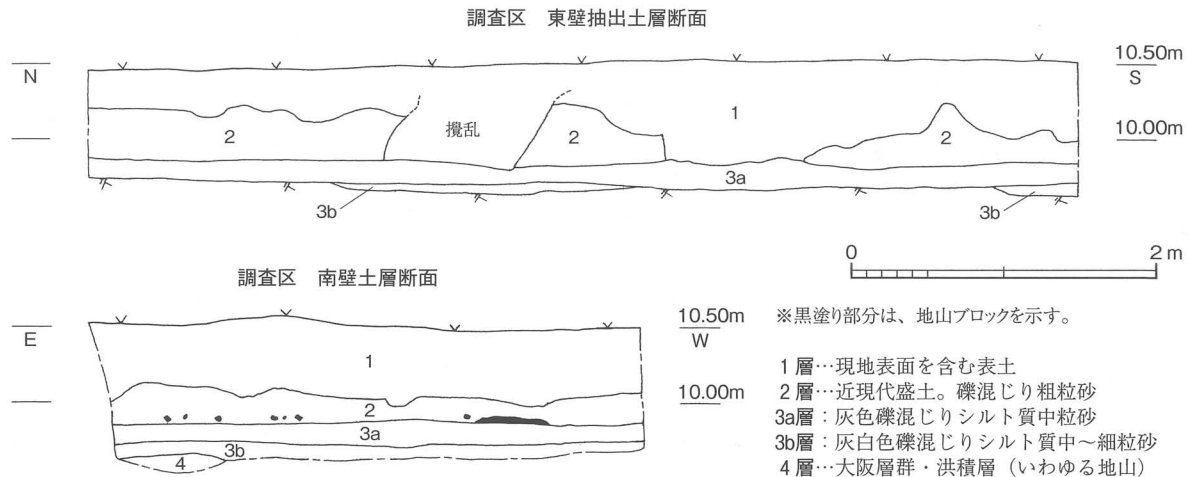 調査区 東壁抽出土層断面
N
10.50m
S
1
2
攪乱
2
2
10.00m
3a
3b
3b
0 2m
調査区 南壁土層断面
E
10.50m
W
1
10.00m
2
3a
3b
4
※黒塗り部分は、地山ブロックを示す。
1層…現地表面を含む表土
2層…近現代盛土。礫混じり粗粒砂
3a層：灰色礫混じりシルト質中粒砂
3b層：灰白色礫混じりシルト質中～細粒砂
4層…大阪層群・洪積層（いわゆる地山）